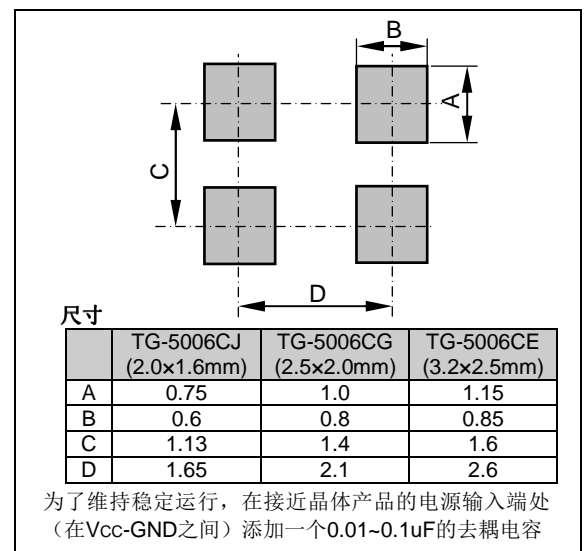 B
A
C
D
尺寸
TG-5006CJ TG-5006CG TG-5006CE
(2.0×1.6mm) (2.5×2.0mm) (3.2×2.5mm)
A 0.75 1.0 1.15
B 0.6 0.8 0.85
C 1.13 1.4 1.6
D 1.65 2.1 2.6
为了维持稳定运行，在接近晶体产品的电源输入端处
（在Vcc-GND之间）添加一个0.01~0.1uF的去耦电容